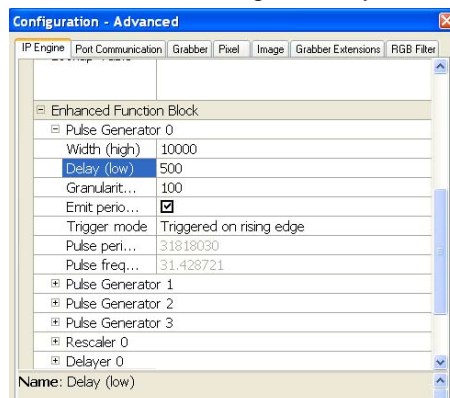 Configuration - Advanced
IP Engine Port Communication Grabber Pixel Image Grabber Extensions RGB Filter
Enhanced Function Block
Pulse Generator 0
Width (high) 10000
Delay (low) 500
Granularit... 100
Emit perio...
Trigger mode Triggered on rising edge
Pulse peri... 31818030
Pulse freq... 31.428721
Pulse Generator 1
Pulse Generator 2
Pulse Generator 3
Rescaler 0
Delayer 0
Name: Delay (low)